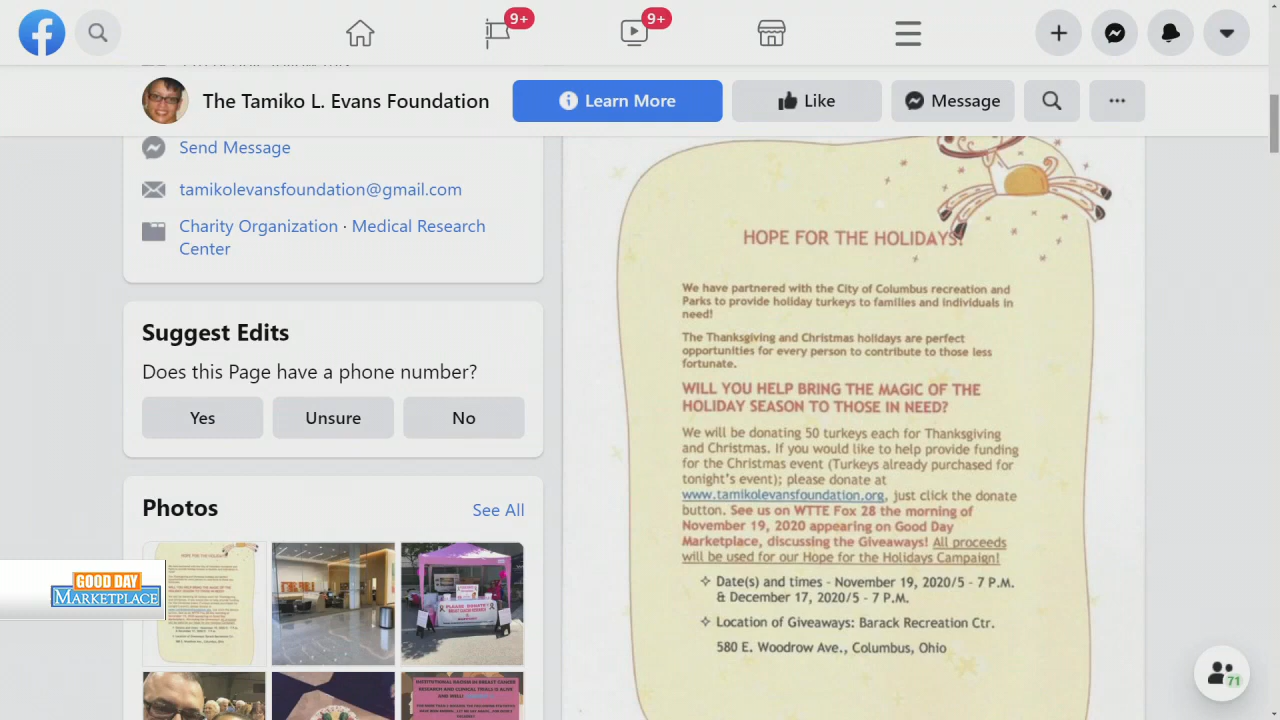 9+
9+
The Tamiko L. Evans Foundation
Learn More
Like
Message
Send Message
tamikolevansfoundation@gmail.com
Charity Organization · Medical Research
Center
Suggest Edits
Does this Page have a phone number?
Yes
Unsure
No
Photos
See All
GOOD DAY
MARKETPLACE
HOPE FOR THE HOLIDAYS!
We have partnered with the City of Columbus recreation and
Parks to provide holiday turkeys to families and individuals in
need!
The Thanksgiving and Christmas holidays are perfect
opportunities for every person to contribute to those less
fortunate.
WILL YOU HELP BRING THE MAGIC OF THE
HOLIDAY SEASON TO THOSE IN NEED?
We will be donating 50 turkeys each for Thanksgiving
and Christmas. If you would like to help provide funding
for the Christmas event (Turkeys already purchased for
tonight's event); please donate at
www.tamikolevansfoundation.org, just click the donate
button. See us on WTTE Fox 28 the morning of
November 19, 2020 appearing on Good Day
Marketplace, discussing the Giveaways! All proceeds
will be used for our Hope for the Holidays Campaign!
Date(s) and times - November 19, 2020/5 - 7 P.M.
& December 17, 2020/5 - 7 P.M.
Location of Giveaways: Barack Recreation Ctr.
580 E. Woodrow Ave., Columbus, Ohio
71